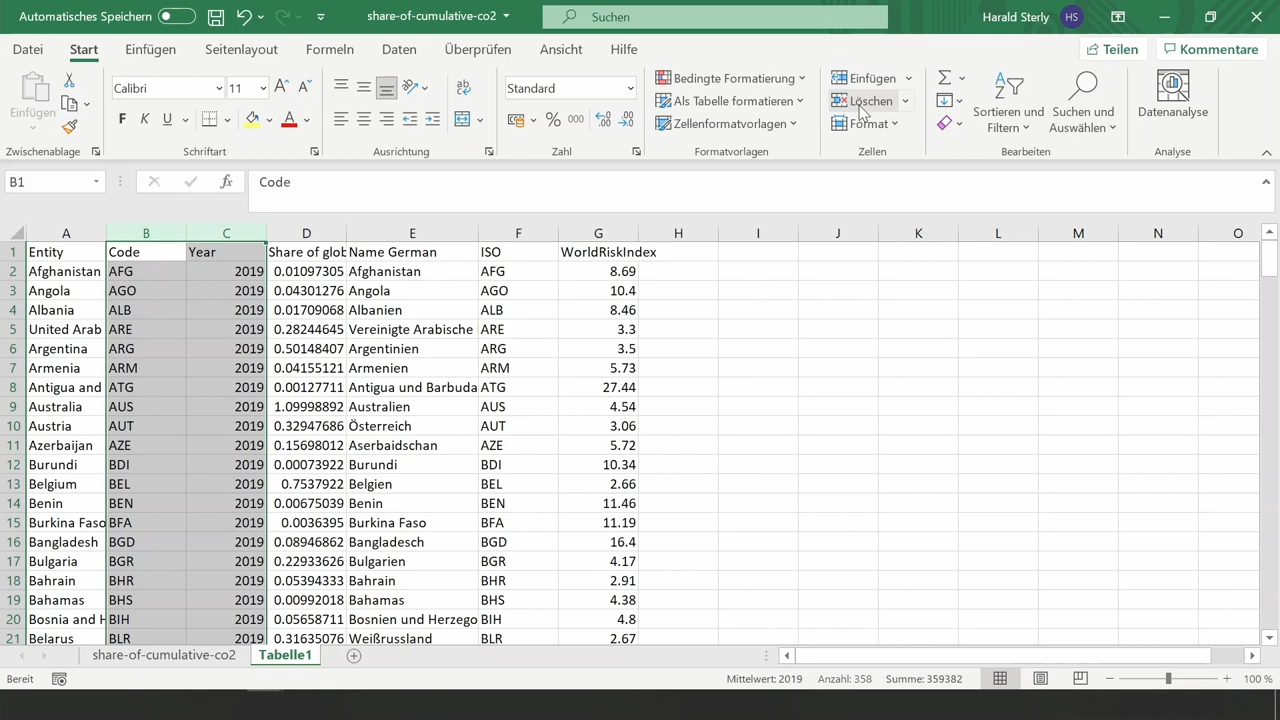 Automatisches Speichern
share-of-cumulative-co2
Suchen
Harald Sterly
HS
Datei Start Einfügen Seitenlayout Formeln Daten Überprüfen Ansicht Hilfe
Teilen Kommentare
Einfügen
Calibri 11
F K U
Standard
% 000
Bedingte Formatierung
Als Tabelle Formatieren
Zellenformatvorlagen
Einfügen
Löschen
Format
Sortieren und Filtern
Suchen und Auswählen
Datenanalyse
Zwischenablage Schriftart Ausrichtung Zahl Formatvorlagen Zellen Bearbeiten Analyse
B1 fx Code
A B C D E F G H I J K L M N O
1 Entity Code Year Share of glob Name German ISO WorldRiskIndex
2 Afghanistan AFG 2019 0.01097305 Afghanistan AFG 8.69
3 Angola AGO 2019 0.04301276 Angola AGO 10.4
4 Albania ALB 2019 0.01709068 Albanien ALB 8.46
5 United Arab ARE 2019 0.28244645 Vereinigte Arabische ARE 3.3
6 Argentina ARG 2019 0.50148407 Argentinien ARG 3.5
7 Armenia ARM 2019 0.04155121 Armenien ARM 5.73
8 Antigua and ATG 2019 0.00127711 Antigua und Barbuda ATG 27.44
9 Australia AUS 2019 1.09998892 Australien AUS 4.54
10 Austria AUT 2019 0.32947686 Österreich AUT 3.06
11 Azerbaijan AZE 2019 0.15698012 Aserbaidschan AZE 5.72
12 Burundi BDI 2019 0.00073922 Burundi BDI 10.34
13 Belgium BEL 2019 0.7537922 Belgien BEL 2.66
14 Benin BEN 2019 0.00675039 Benin BEN 11.46
15 Burkina Faso BFA 2019 0.0036395 Burkina Faso BFA 11.19
16 Bangladesh BGD 2019 0.08946862 Bangladesch BGD 16.4
17 Bulgaria BGR 2019 0.22933626 Bulgarien BGR 4.17
18 Bahrain BHR 2019 0.05394333 Bahrain BHR 2.91
19 Bahamas BHS 2019 0.00992018 Bahamas BHS 4.38
20 Bosnia and H BIH 2019 0.05658711 Bosnien und Herzego BIH 4.8
21 Belarus BLR 2019 0.31635076 Weißrussland BLR 2.67
share-of-cumulative-co2 Tabelle1
Bereit Mittelwert: 2019 Anzahl: 358 Summe: 359382 100 %